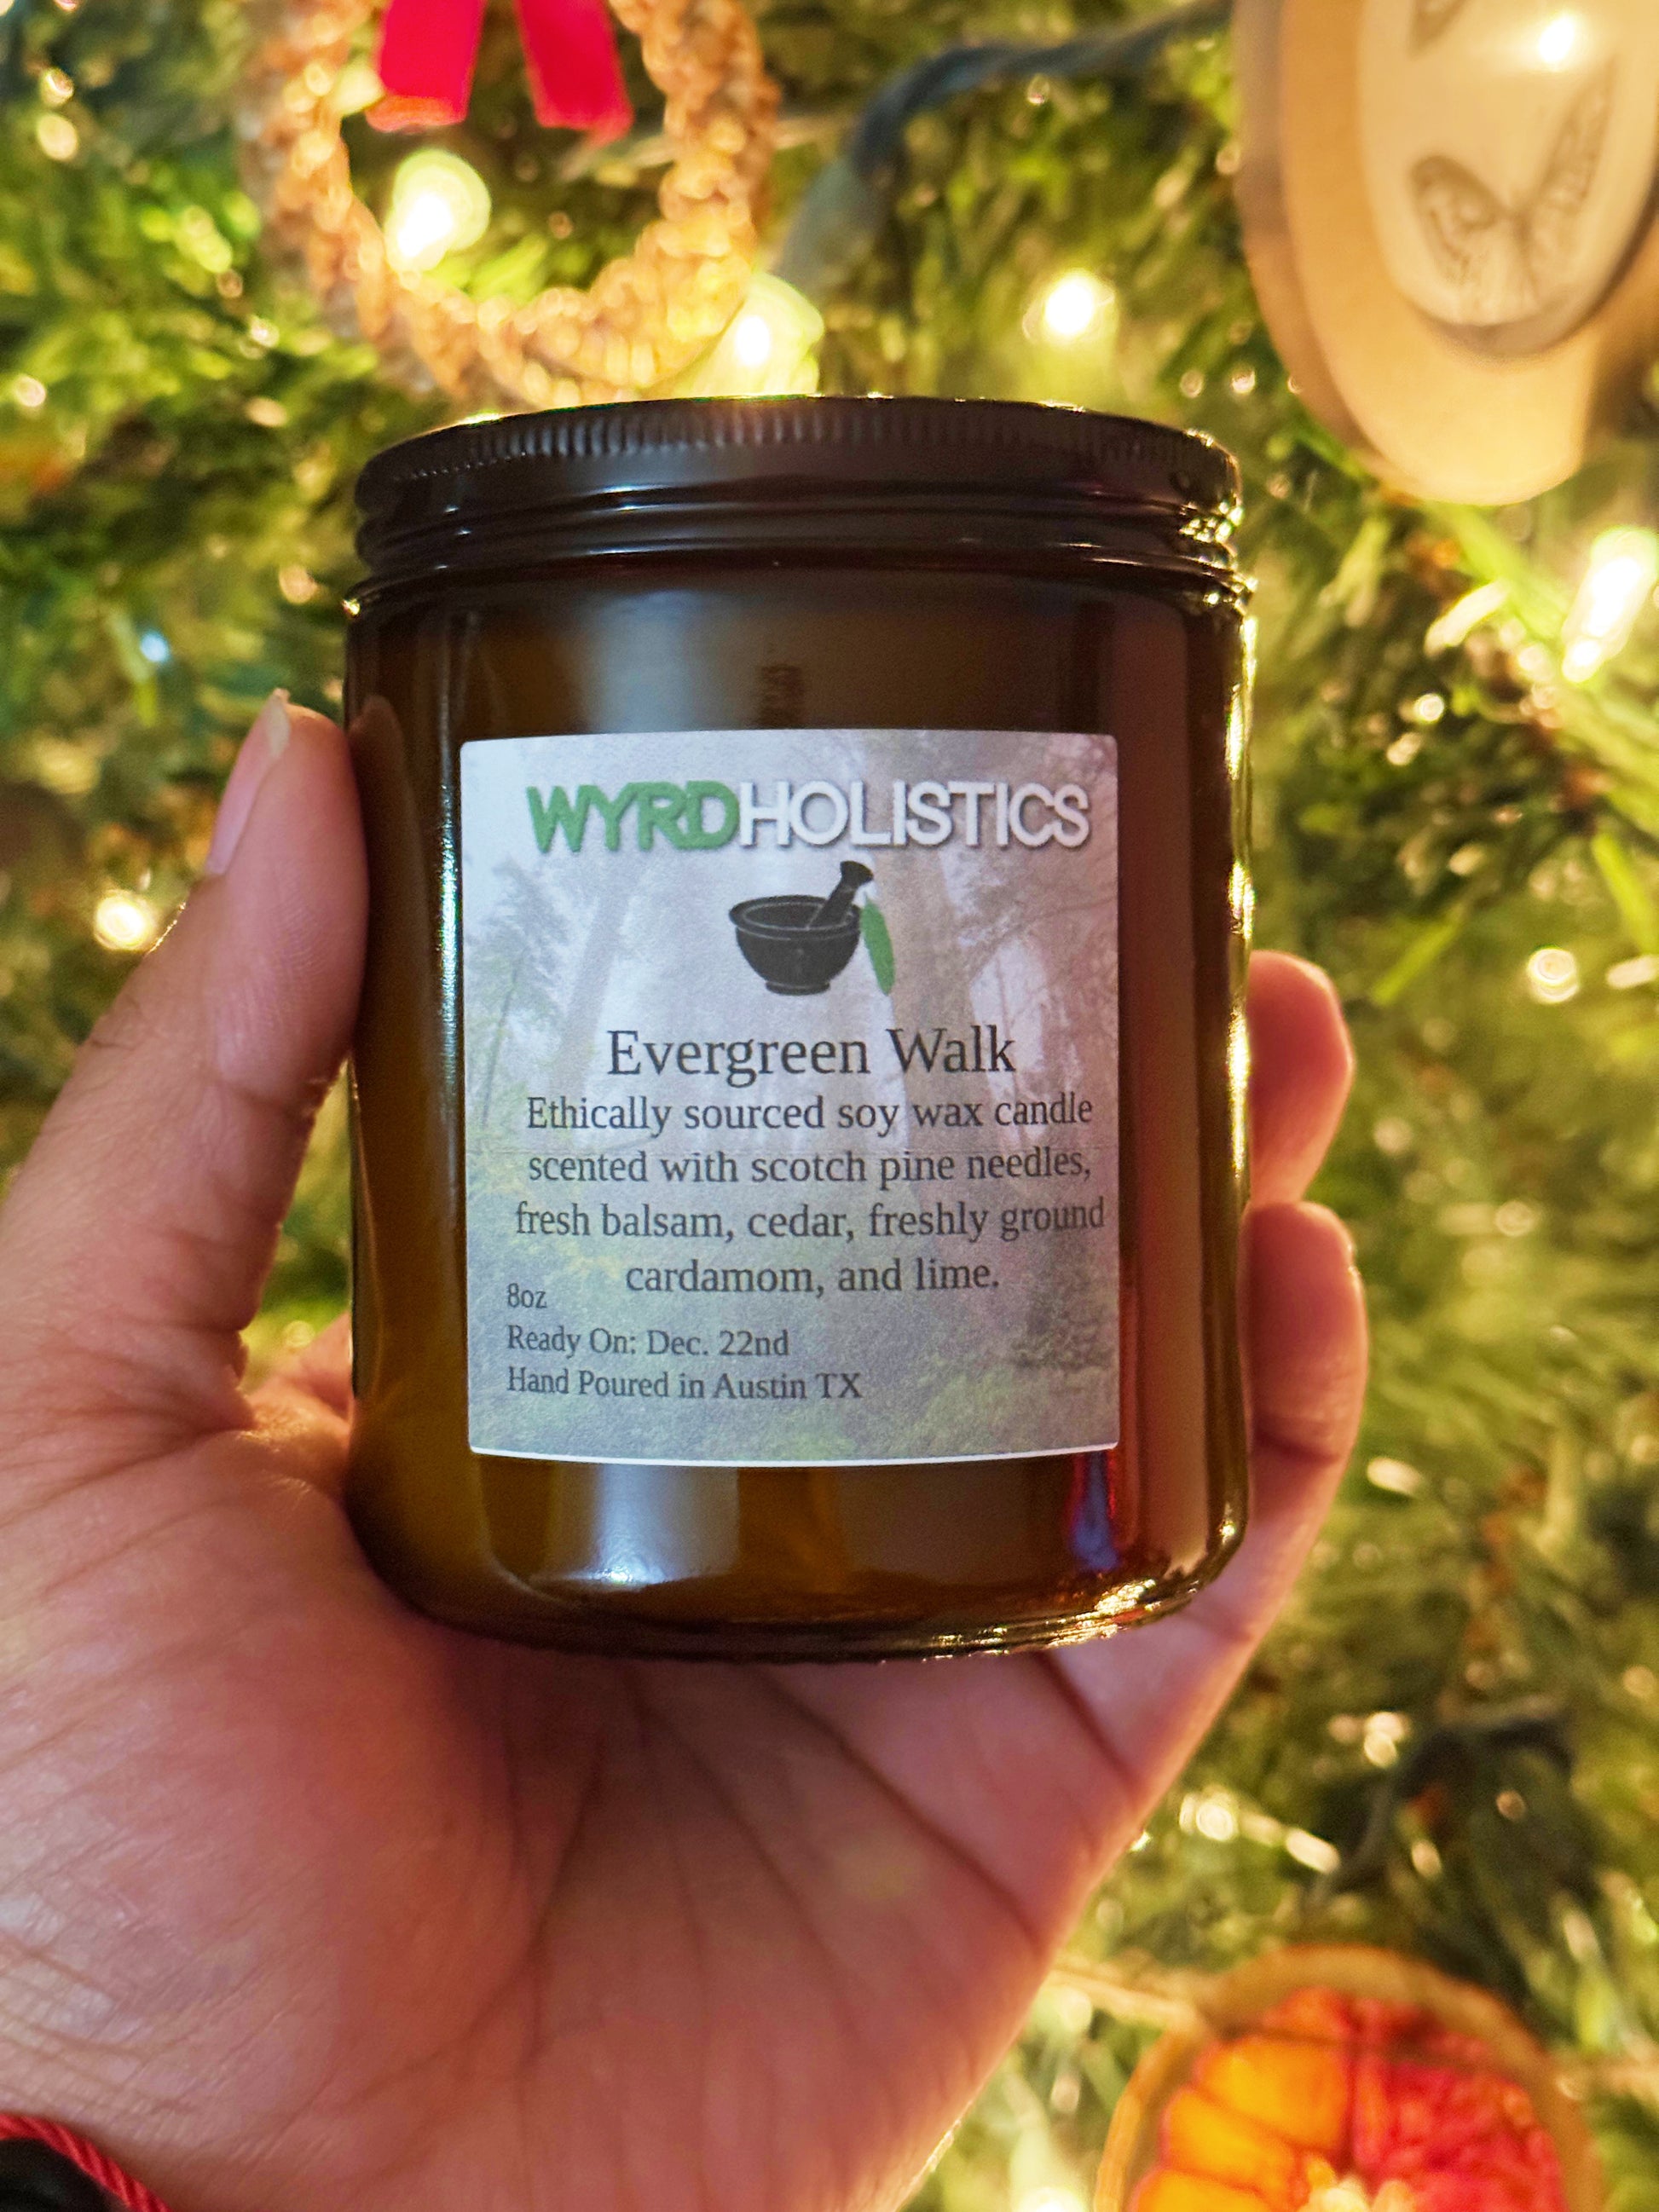 WYRDHOLISTICS
Evergreen Walk
Ethically sourced soy wax candle
scented with scotch pine needles,
fresh balsam, cedar, freshly ground
cardamom, and lime.
8oz
Ready On: Dec. 22nd
Hand Poured in Austin TX